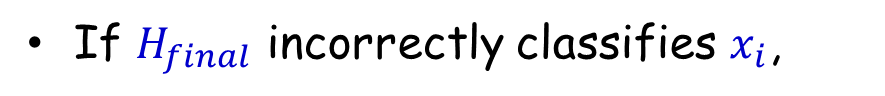 • If H_final incorrectly classifies x_i,